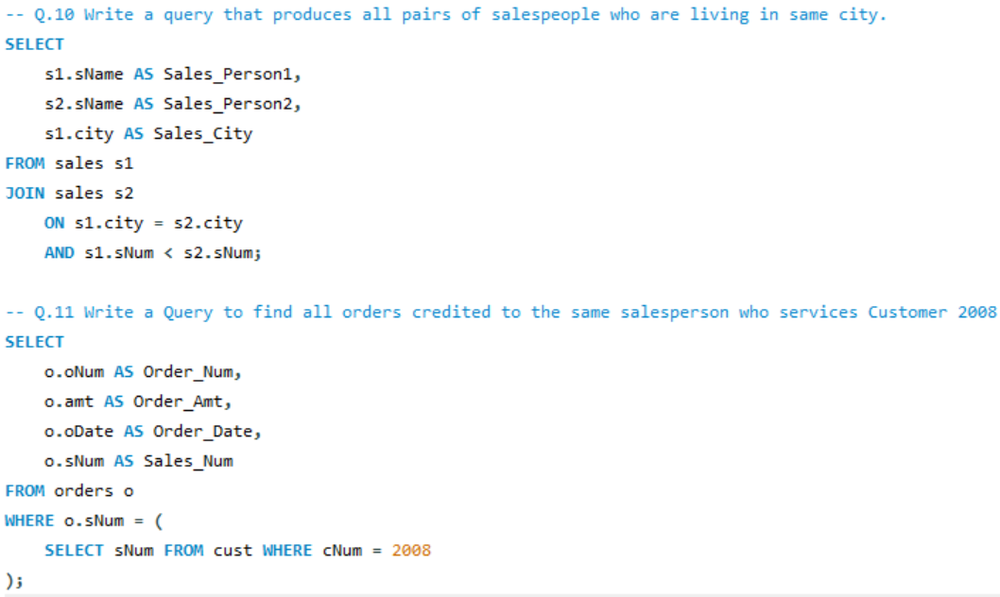 -- Q.10 Write a query that produces all pairs of salespeople who are living in same city.
SELECT
    s1.sName AS Sales_Person1,
    s2.sName AS Sales_Person2,
    s1.city AS Sales_City
FROM sales s1
JOIN sales s2
    ON s1.city = s2.city
    AND s1.sNum < s2.sNum;

-- Q.11 Write a Query to find all orders credited to the same salesperson who services Customer 2008
SELECT
    o.oNum AS Order_Num,
    o.amt AS Order_Amt,
    o.oDate AS Order_Date,
    o.sNum AS Sales_Num
FROM orders o
WHERE o.sNum = (
    SELECT sNum FROM cust WHERE cNum = 2008
);